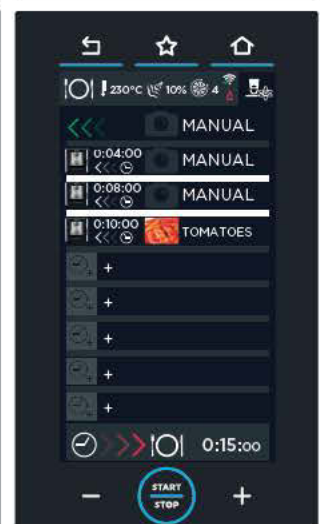 230°C 10% 4
MANUAL
0:04:00 MANUAL
0:08:00 MANUAL
0:10:00 TOMATOES
+
+
+
+
+
0:15:00
− START STOP +